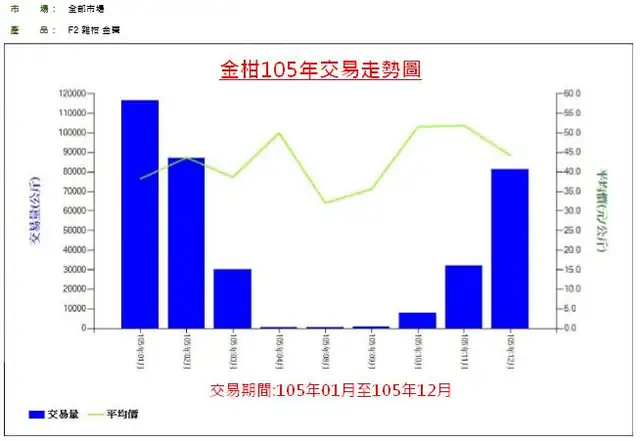 市　場： 全部市場
產　品： F2 雜柑 金棗
金柑105年交易走勢圖
120000
110000
100000
90000
80000
70000
60000
50000
40000
30000
20000
10000
0
交易量(公斤)
60.0
55.0
50.0
45.0
40.0
35.0
30.0
25.0
20.0
15.0
10.0
5.0
0.0
平均價(元/公斤)
105年01月
105年02月
105年03月
105年04月
105年08月
105年09月
105年10月
105年11月
105年12月
交易期間:105年01月至105年12月
交易量 平均價